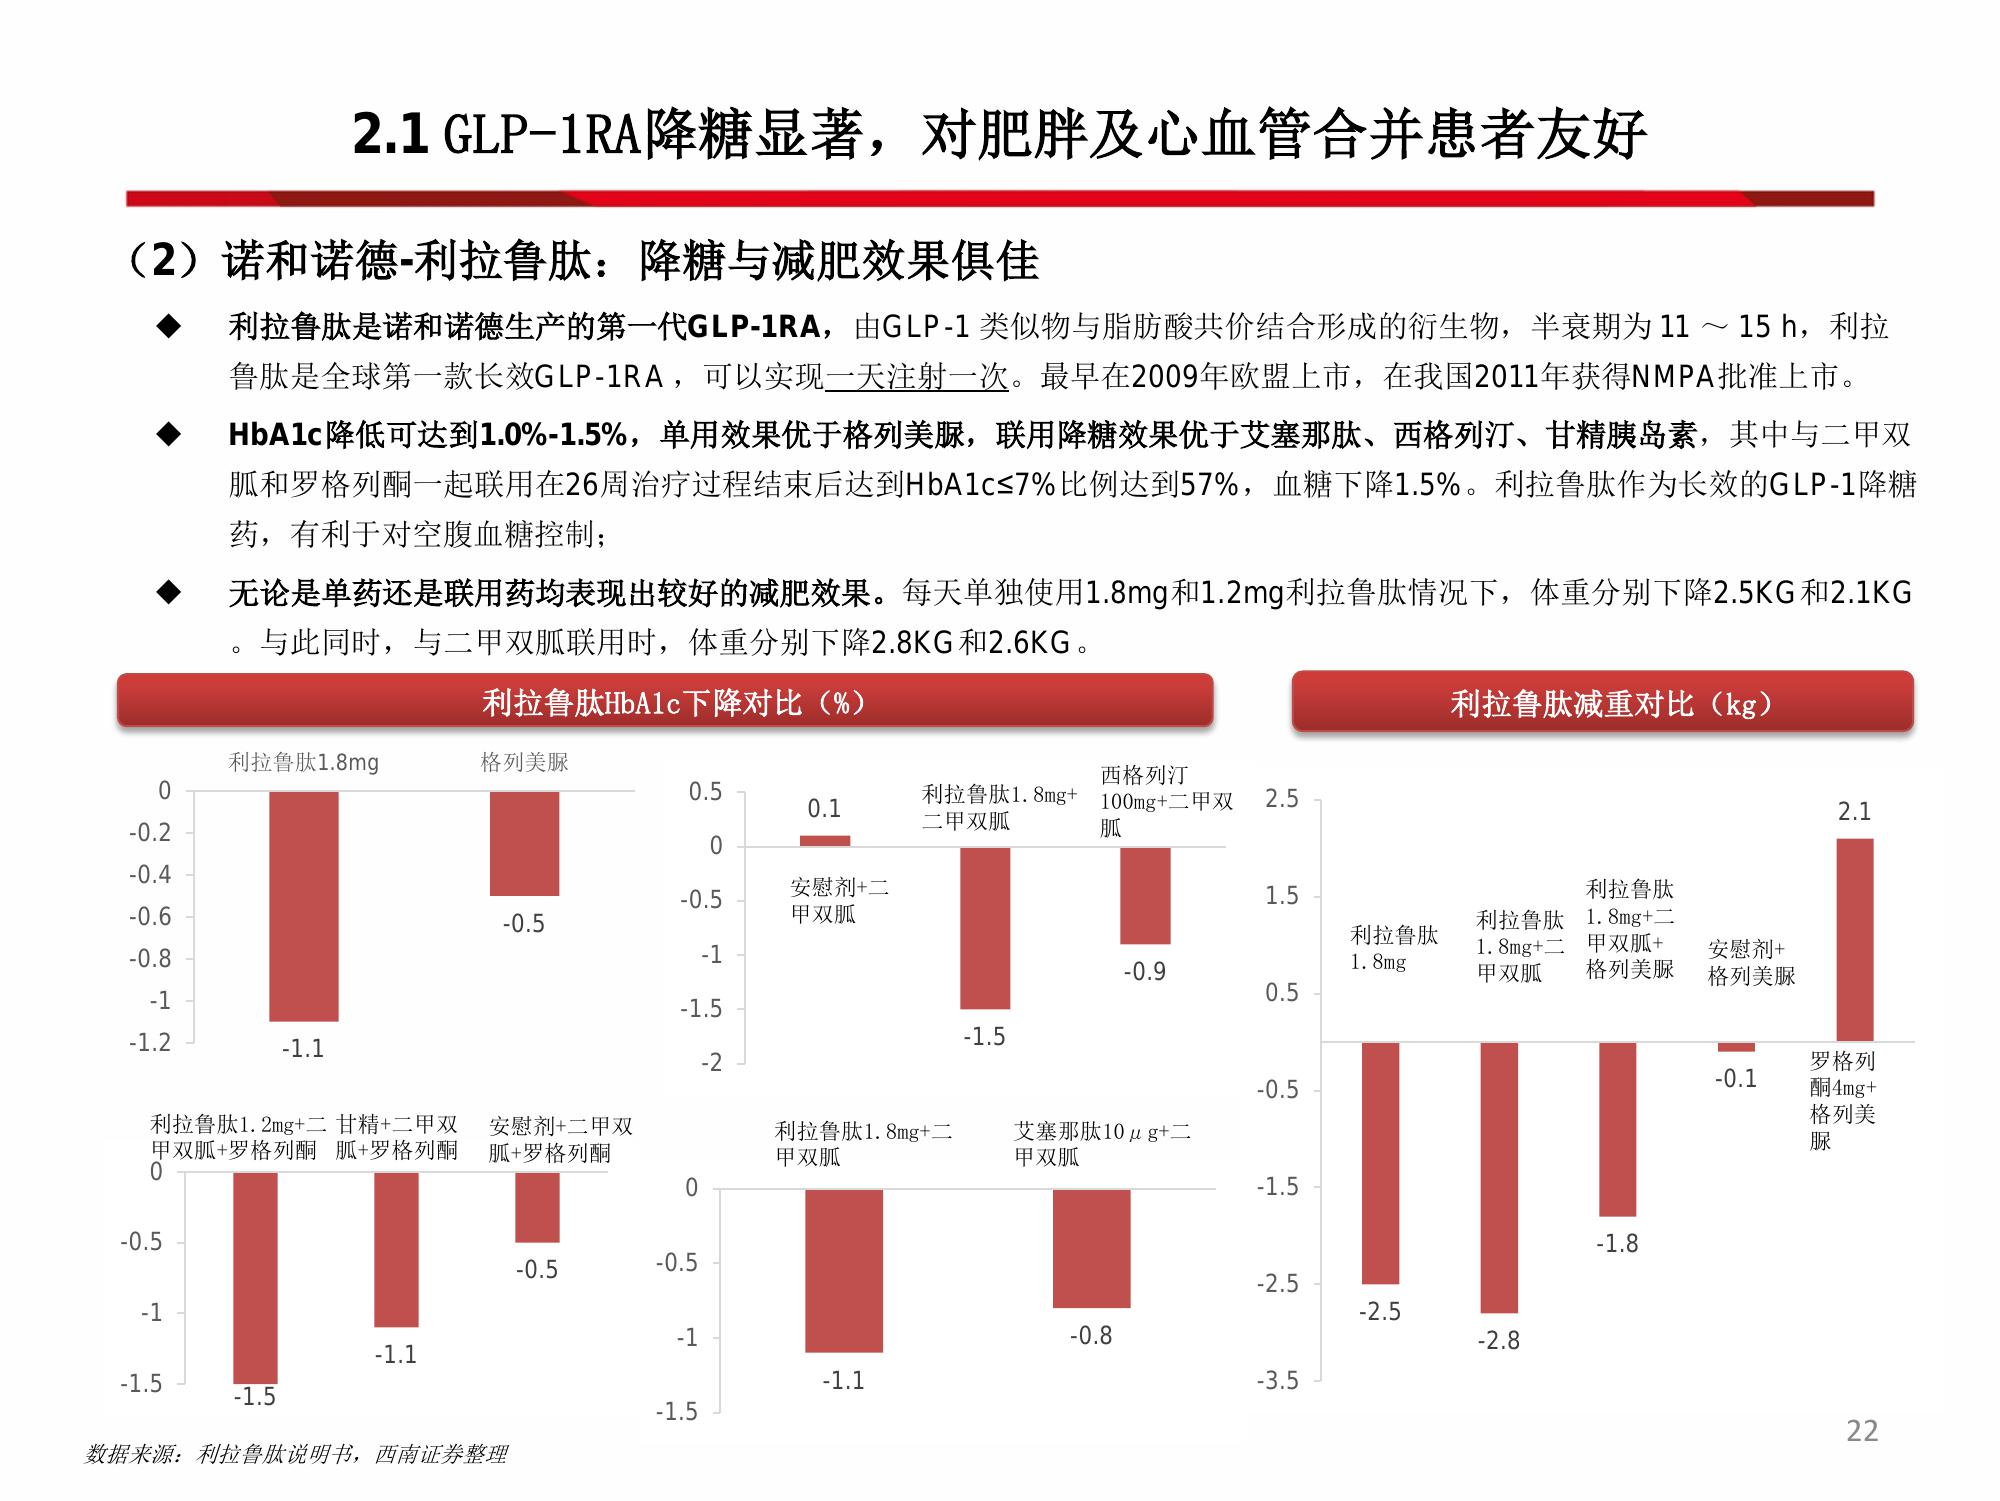 2.1 GLP-1RA降糖显著，对肥胖及心血管合并患者友好
（2）诺和诺德-利拉鲁肽：降糖与减肥效果俱佳
◆ 利拉鲁肽是诺和诺德生产的第一代GLP-1RA，由GLP-1 类似物与脂肪酸共价结合形成的衍生物，半衰期为 11 ～ 15 h，利拉
鲁肽是全球第一款长效GLP-1RA ，可以实现一天注射一次。最早在2009年欧盟上市，在我国2011年获得NMPA批准上市。
◆ HbA1c降低可达到1.0%-1.5%，单用效果优于格列美脲，联用降糖效果优于艾塞那肽、西格列汀、甘精胰岛素，其中与二甲双
胍和罗格列酮一起联用在26周治疗过程结束后达到HbA1c≤7%比例达到57%，血糖下降1.5%。利拉鲁肽作为长效的GLP-1降糖
药，有利于对空腹血糖控制；
◆ 无论是单药还是联用药均表现出较好的减肥效果。每天单独使用1.8mg和1.2mg利拉鲁肽情况下，体重分别下降2.5KG和2.1KG
。与此同时，与二甲双胍联用时，体重分别下降2.8KG和2.6KG。
利拉鲁肽HbA1c下降对比（%）
利拉鲁肽1.8mg
格列美脲
0
-0.2
-0.4
-0.6
-0.8
-1
-1.2
-1.1
-0.5
0.5
0
-0.5
-1
-1.5
-2
0.1
安慰剂+二
甲双胍
利拉鲁肽1.8mg+
二甲双胍
西格列汀
100mg+二甲双
胍
-1.5
-0.9
利拉鲁肽1.2mg+二
甲双胍+罗格列酮
甘精+二甲双
胍+罗格列酮
安慰剂+二甲双
胍+罗格列酮
0
-0.5
-1
-1.5
-1.5
-1.1
-0.5
利拉鲁肽1.8mg+二
甲双胍
艾塞那肽10μg+二
甲双胍
0
-0.5
-1
-1.5
-1.1
-0.8
利拉鲁肽减重对比（kg）
2.5
1.5
0.5
-0.5
-1.5
-2.5
-3.5
利拉鲁肽
1.8mg
利拉鲁肽
1.8mg+二
甲双胍
利拉鲁肽
1.8mg+二
甲双胍+
格列美脲
安慰剂+
格列美脲
罗格列
酮4mg+
格列美
脲
-2.5
-2.8
-1.8
-0.1
2.1
数据来源：利拉鲁肽说明书，西南证券整理
22